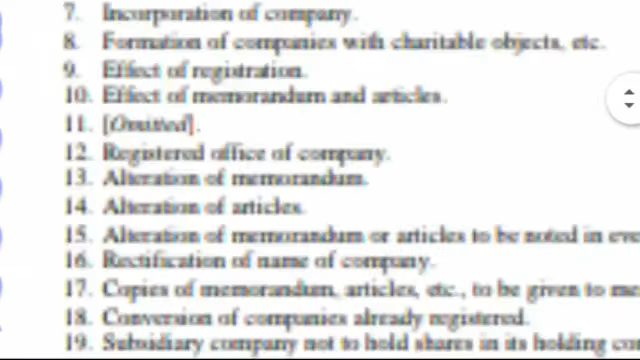 7. Incorporation of company.
8. Formation of companies with charitable objects, etc.
9. Effect of registration.
10. Effect of memorandum and articles.
11. [Omitted].
12. Registered office of company.
13. Alteration of memorandum.
14. Alteration of articles.
15. Alteration of memorandum or articles to be noted in eve
16. Rectification of name of company.
17. Copies of memorandum, articles, etc., to be given to me
18. Conversion of companies already registered.
19. Subsidiary company not to hold shares in its holding co